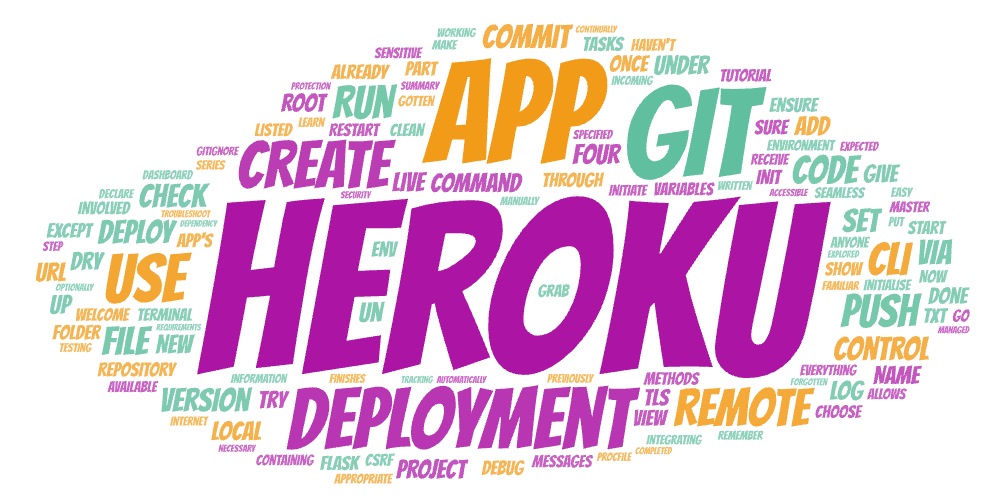 WORKING
COMMIT
CONTINUALLY
MAKE
TASKS
HAVEN'T
SENSITIVE
ALREADY
PART
APP
ONCE
UNDER
INCOMING
TUTORIAL
PROTECTION
SUMMARY
ROOT
RUN
GOTTEN
GIT
ENSURE
LISTED
LEARN
RESTART
CLEAN
SPECIFIED
SURE
ADD
GITIGNORE
CREATE
FOUR
ENVIRONMENT
EXPECTED
SERIES
RECEIVE
CODE
GIVE
DASHBOARD
LIVE
COMMAND
THROUGH
INIT
DECLARE
CHECK
SECURITY
INITIATE
VARIABLES
WRITTEN
ACCESSIBLE
SEAMLESS
EASY
INVOLVED
TROUBLESHOOT
MANUALLY
MASTER
EXCEPT
DEPLOY
DEPENDENCY
HEROKU
SET
PUT
START
STEP
APP'S
ENV
ANYONE
EXPLORED
URL
DRY
USE
SHOW
CLI
VIA
OPTIONALLY
GRAB
FAMILIAR
INITIALISE
NOW
UP
WELCOME
TERMINAL
UN
PUSH
DONE
TXT
GO
FOLDER
REQUIREMENTS
MANAGED
TESTING
FILE
NEW
CONTROL
REPOSITORY
INFORMATION
FINISHES
TRACKING
AUTOMATICALLY
PREVIOUSLY
METHODS
EVERYTHING
NAME
AVAILABLE
FORGOTTEN
VERSION
TRY
DEPLOYMENT
TLS
REMOTE
LOG
ALLOWS
INTERNET
LOCAL
VIEW
CHOOSE
NECESSARY
INTEGRATING
REMEMBER
CONTAINING
FLASK
CSRF
PROJECT
DEBUG
MESSAGES
PROCFILE
COMPLETED
APPROPRIATE